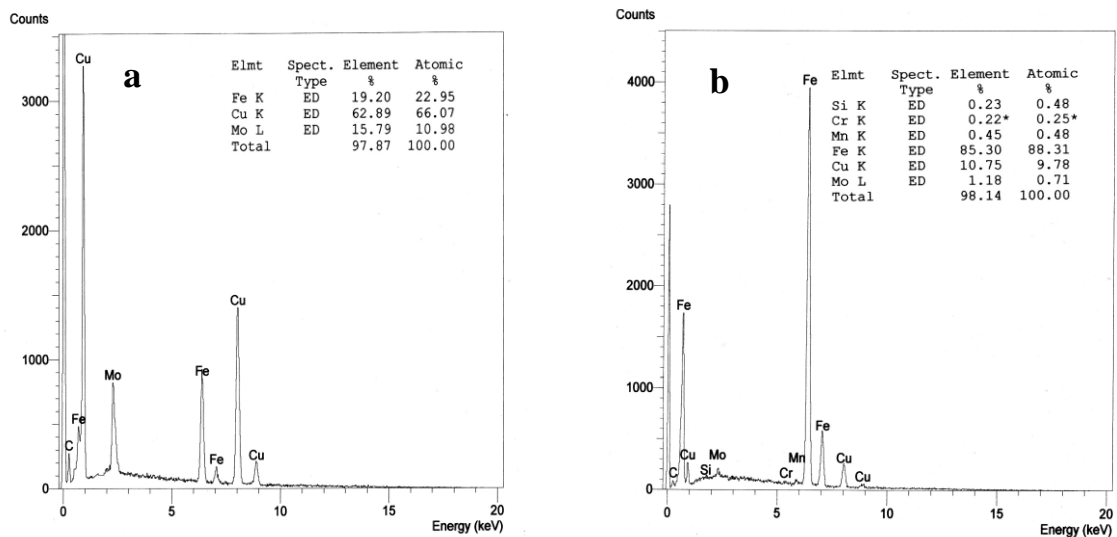 Counts
a
Elmt Spect. Element Atomic
Type % %
Fe K ED 19.20 22.95
Cu K ED 62.89 66.07
Mo L ED 15.79 10.98
Total 97.87 100.00
3000
2000
1000
0
Cu
Mo
Fe
C
Fe
Fe
Cu
Cu
0 5 10 15 20
Energy (keV)
Counts
b
Elmt Spect. Element Atomic
Type % %
Si K ED 0.23 0.48
Cr K ED 0.22* 0.25*
Mn K ED 0.45 0.48
Fe K ED 85.30 88.31
Cu K ED 10.75 9.78
Mo L ED 1.18 0.71
Total 98.14 100.00
4000
3000
2000
1000
0
Fe
Fe
C
Cu
Si
Mo
Cr
Mn
Fe
Cu
Cu
0 5 10 15 20
Energy (keV)